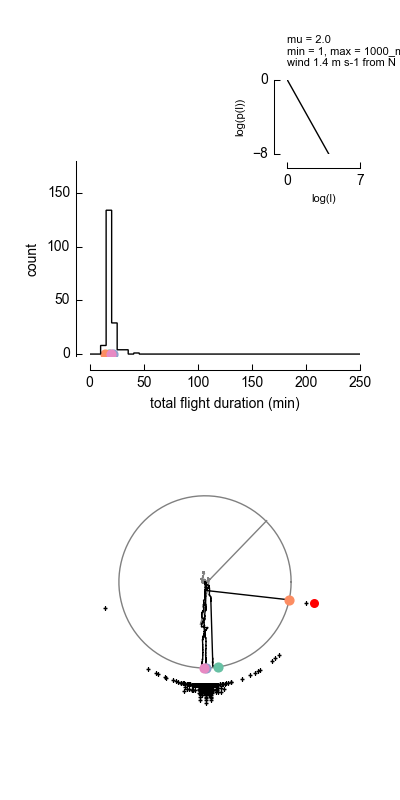 mu = 2.0
min = 1, max = 1000_m
wind 1.4 m s-1 from N
0
log(p(l))
−8
0 7
log(l)
150
count
100
50
0
0 50 100 150 200 250
total flight duration (min)